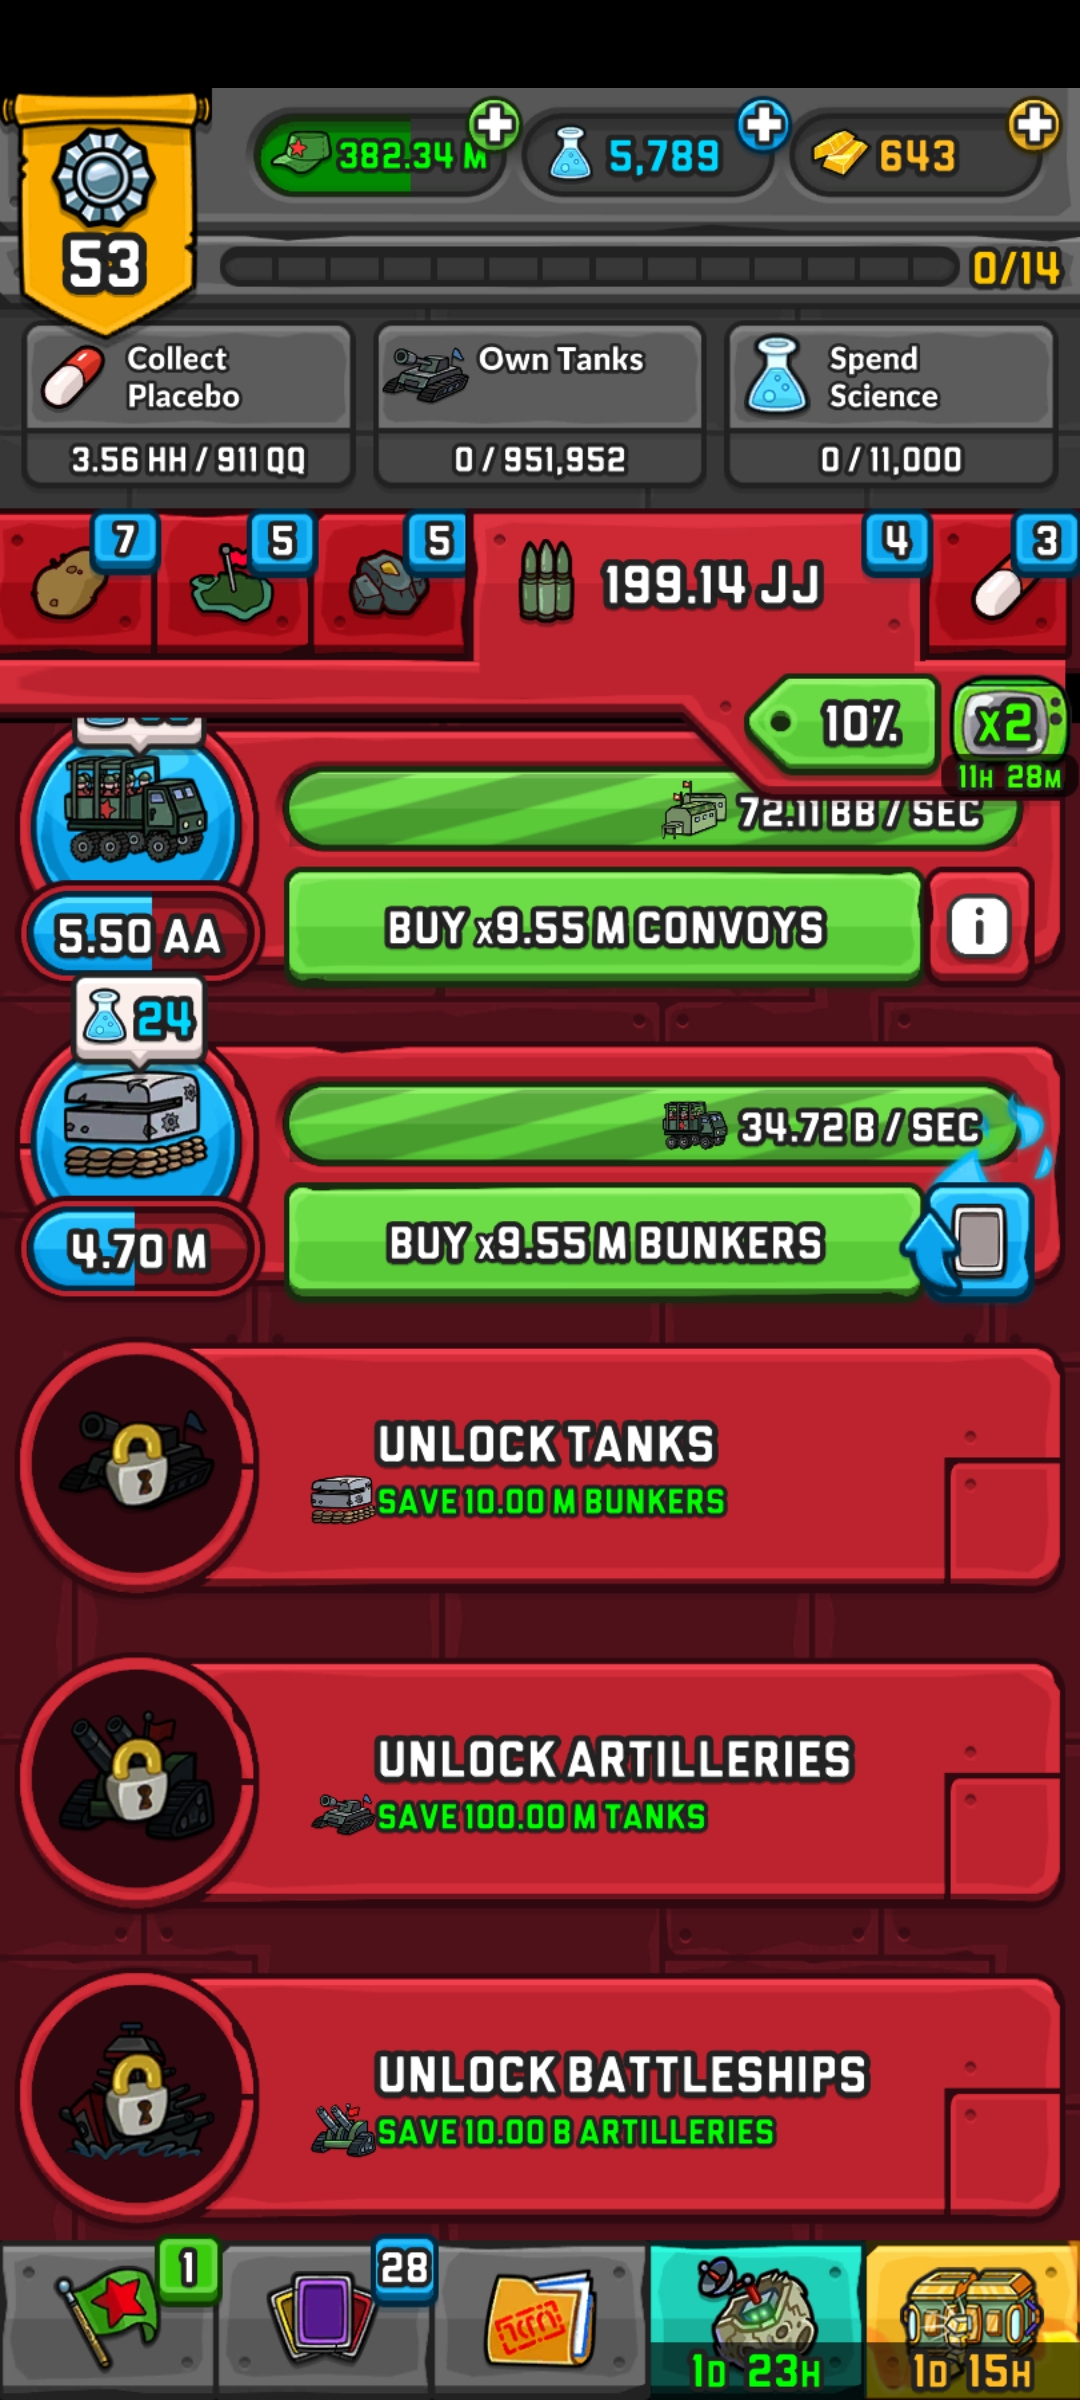 382.34 M
5,789
643
53
0/14
Collect
Placebo
Own Tanks
Spend
Science
3.56 HH / 911 QQ
0 / 951,952
0 / 11,000
7
5
5
199.14 JJ
4
3
10%
x2
11H 28M
72.11 BB / SEC
BUY x9.55 M CONVOYS
i
5.50 AA
24
34.72 B / SEC
BUY x9.55 M BUNKERS
4.70 M
UNLOCK TANKS
SAVE 10.00 M BUNKERS
UNLOCK ARTILLERIES
SAVE 100.00 M TANKS
UNLOCK BATTLESHIPS
SAVE 10.00 B ARTILLERIES
1
28
1D 23H
1D 15H